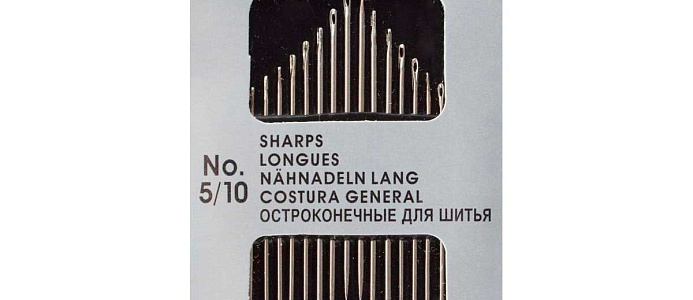 No.
5/10
SHARPS
LONGUES
NÄHNADELN LANG
COSTURA GENERAL
ОСТРОКОНЕЧНЫЕ ДЛЯ ШИТЬЯ